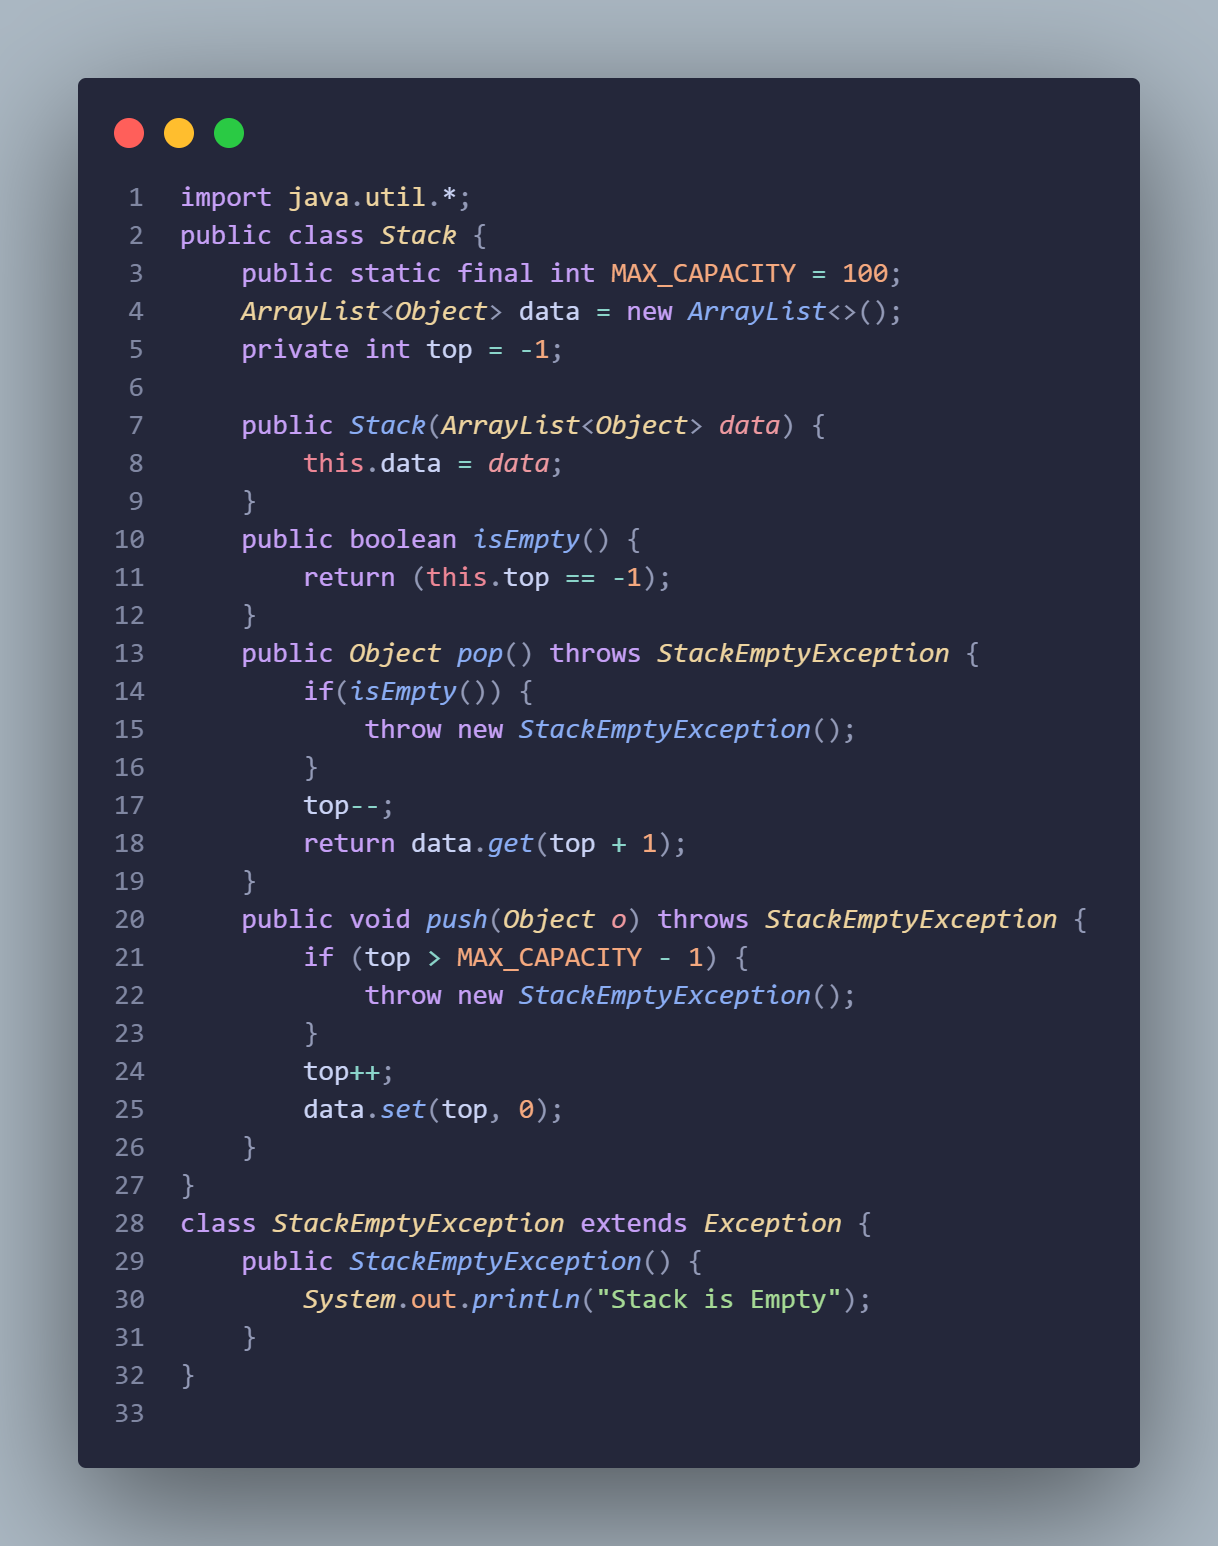 1 import java.util.*;
2 public class Stack {
3     public static final int MAX_CAPACITY = 100;
4     ArrayList<Object> data = new ArrayList<>();
5     private int top = -1;
6
7     public Stack(ArrayList<Object> data) {
8         this.data = data;
9     }
10     public boolean isEmpty() {
11         return (this.top == -1);
12     }
13     public Object pop() throws StackEmptyException {
14         if(isEmpty()) {
15             throw new StackEmptyException();
16         }
17         top--;
18         return data.get(top + 1);
19     }
20     public void push(Object o) throws StackEmptyException {
21         if (top > MAX_CAPACITY - 1) {
22             throw new StackEmptyException();
23         }
24         top++;
25         data.set(top, 0);
26     }
27 }
28 class StackEmptyException extends Exception {
29     public StackEmptyException() {
30         System.out.println("Stack is Empty");
31     }
32 }
33